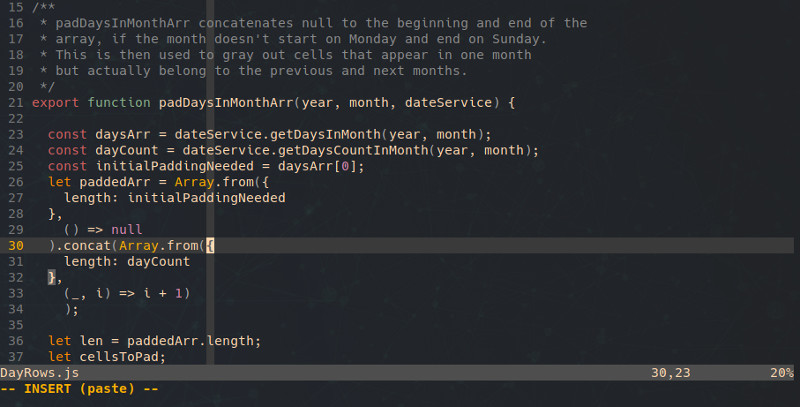 15 /**
16  * padDaysInMonthArr concatenates null to the beginning and end of the
17  * array, if the month doesn't start on Monday and end on Sunday.
18  * This is then used to gray out cells that appear in one month
19  * but actually belong to the previous and next months.
20  */
21 export function padDaysInMonthArr(year, month, dateService) {
22
23   const daysArr = dateService.getDaysInMonth(year, month);
24   const dayCount = dateService.getDaysCountInMonth(year, month);
25   const initialPaddingNeeded = daysArr[0];
26   let paddedArr = Array.from({
27     length: initialPaddingNeeded
28   },
29     () => null
30   ).concat(Array.from({
31     length: dayCount
32   },
33     (_, i) => i + 1)
34     );
35
36   let len = paddedArr.length;
37   let cellsToPad;
DayRows.js 30,23 20%
-- INSERT (paste) --